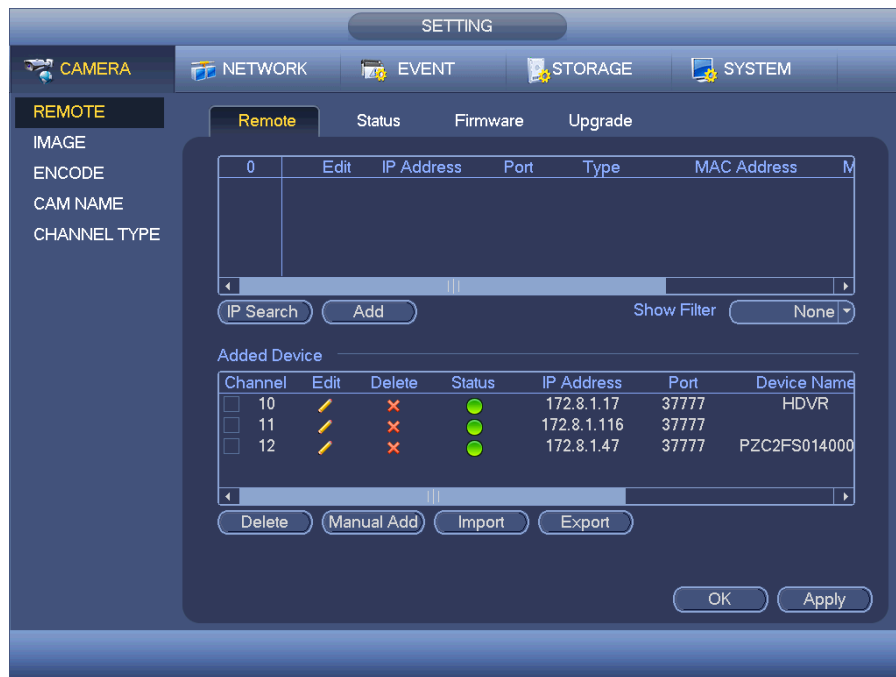 SETTING
CAMERA NETWORK EVENT STORAGE SYSTEM
REMOTE
IMAGE
ENCODE
CAM NAME
CHANNEL TYPE
Remote Status Firmware Upgrade
0 Edit IP Address Port Type MAC Address M
IP Search Add Show Filter None
Added Device
Channel Edit Delete Status IP Address Port Device Name
10 172.8.1.17 37777 HDVR
11 172.8.1.116 37777
12 172.8.1.47 37777 PZC2FS014000
Delete Manual Add Import Export
OK Apply